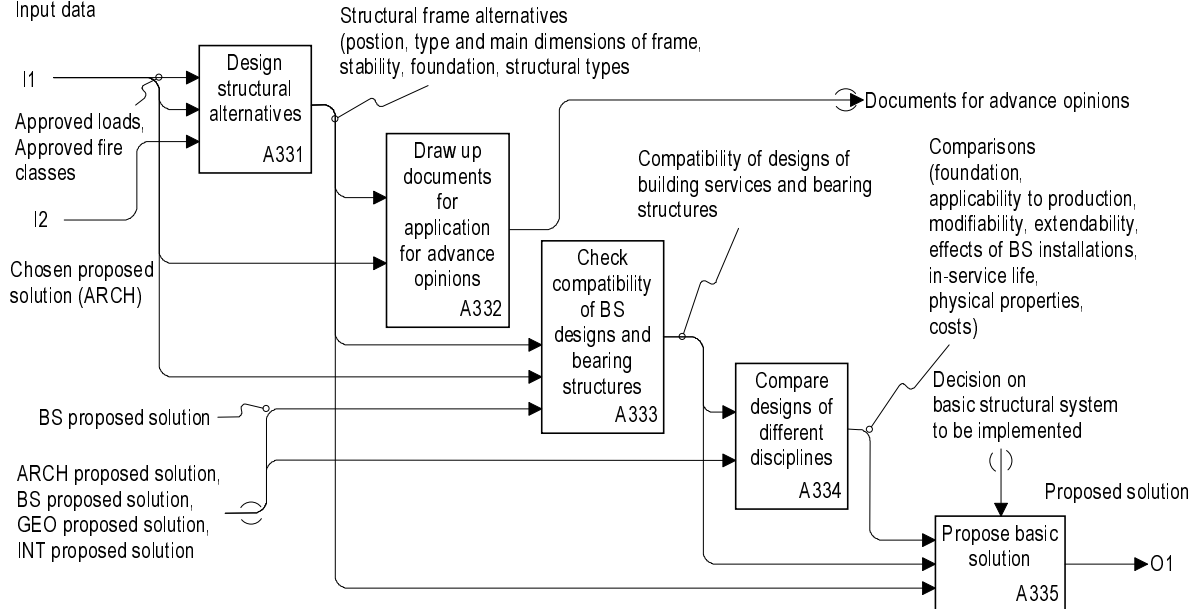 Input data
I1
Approved loads,
Approved fire
classes
I2
Chosen proposed
solution (ARCH)
Design
structural
alternatives
A331
Structural frame alternatives
(postion, type and main dimensions of frame,
stability, foundation, structural types
Draw up
documents
for
application
for advance
opinions
A332
Documents for advance opinions
Compatibility of designs of
building services and bearing
structures
Check
compatibility
of BS
designs and
bearing
structures
A333
Comparisons
(foundation,
applicability to production,
modifiability, extendability,
effects of BS installations,
in-service life,
physical properties,
costs)
BS proposed solution
ARCH proposed solution,
BS proposed solution,
GEO proposed solution,
INT proposed solution
Compare
designs of
different
disciplines
A334
Decision on
basic structural system
to be implemented
Proposed solution
Propose basic
solution
A335
O1